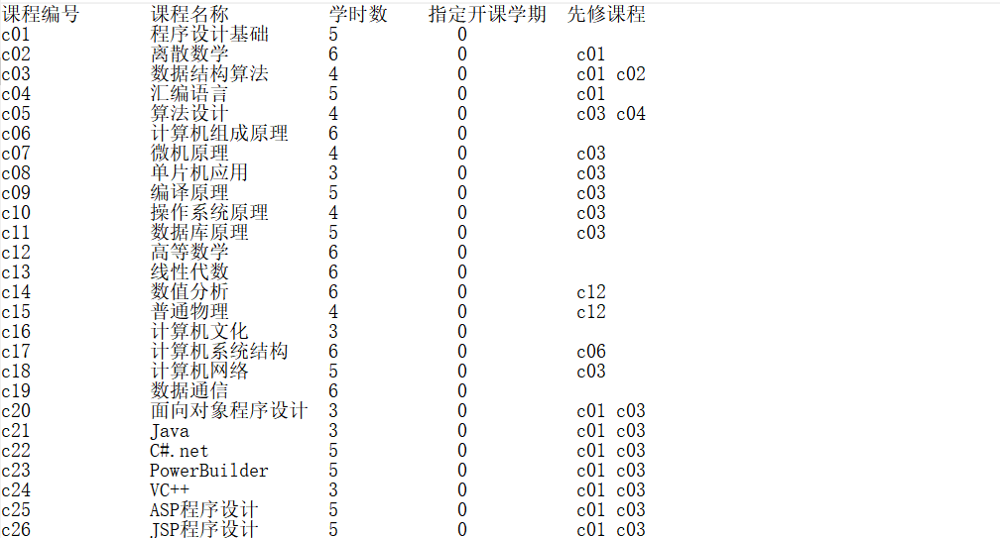 课程编号 课程名称 学时数 指定开课学期 先修课程
c01 程序设计基础 5 0
c02 离散数学 6 0 c01
c03 数据结构算法 4 0 c01 c02
c04 汇编语言 5 0 c01
c05 算法设计 4 0 c03 c04
c06 计算机组成原理 6 0
c07 微机原理 4 0 c03
c08 单片机应用 3 0 c03
c09 编译原理 5 0 c03
c10 操作系统原理 4 0 c03
c11 数据库原理 5 0 c03
c12 高等数学 6 0
c13 线性代数 6 0
c14 数值分析 6 0 c12
c15 普通物理 4 0 c12
c16 计算机文化 3 0
c17 计算机系统结构 6 0 c06
c18 计算机网络 5 0 c03
c19 数据通信 6 0
c20 面向对象程序设计 3 0 c01 c03
c21 Java 3 0 c01 c03
c22 C#.net 5 0 c01 c03
c23 PowerBuilder 5 0 c01 c03
c24 VC++ 3 0 c01 c03
c25 ASP程序设计 5 0 c01 c03
c26 JSP程序设计 5 0 c01 c03